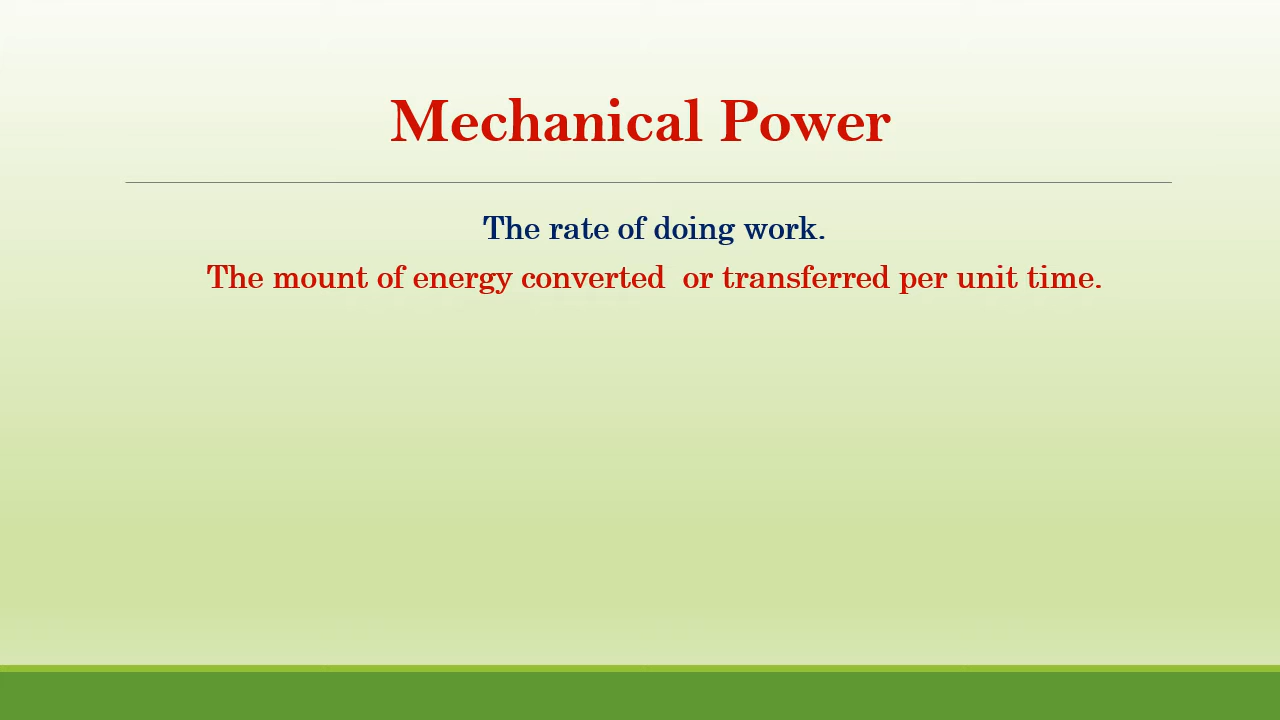 Mechanical Power
The rate of doing work.
The mount of energy converted  or transferred per unit time.